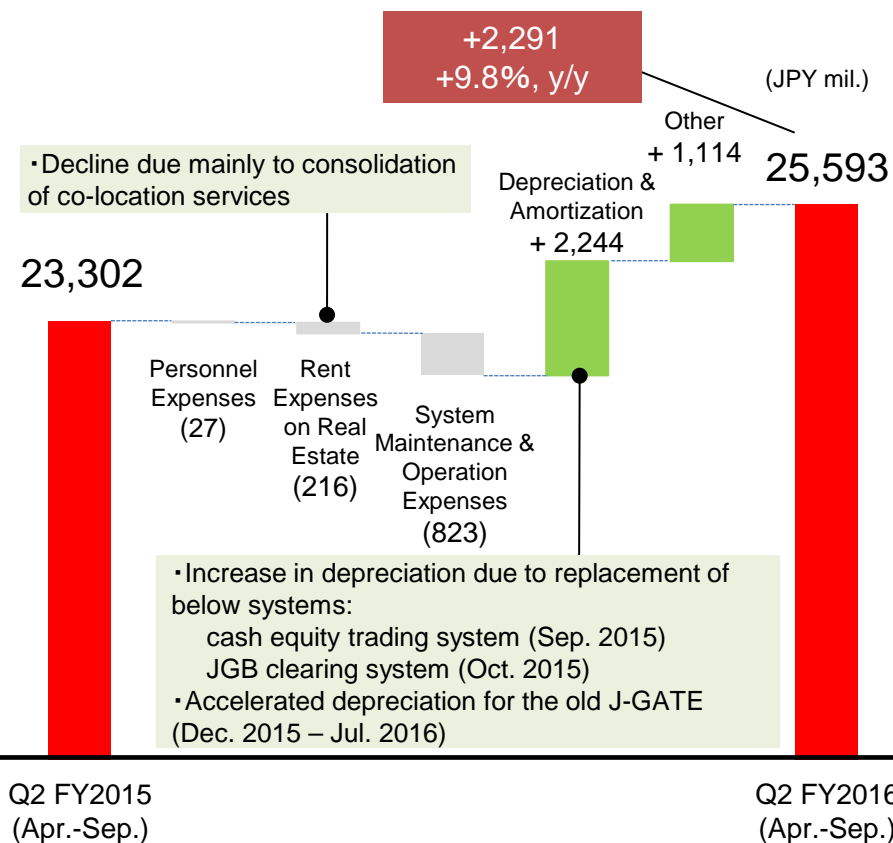 +2,291
+9.8%, y/y
(JPY mil.)
・Decline due mainly to consolidation
of co-location services
Other
+ 1,114
25,593
Depreciation &
Amortization
+ 2,244
23,302
Personnel
Expenses
(27)
Rent
Expenses
on Real
Estate
(216)
System
Maintenance &
Operation
Expenses
(823)
・Increase in depreciation due to replacement of
below systems:
cash equity trading system (Sep. 2015)
JGB clearing system (Oct. 2015)
・Accelerated depreciation for the old J-GATE
(Dec. 2015 – Jul. 2016)
Q2 FY2015
(Apr.-Sep.)
Q2 FY2016
(Apr.-Sep.)